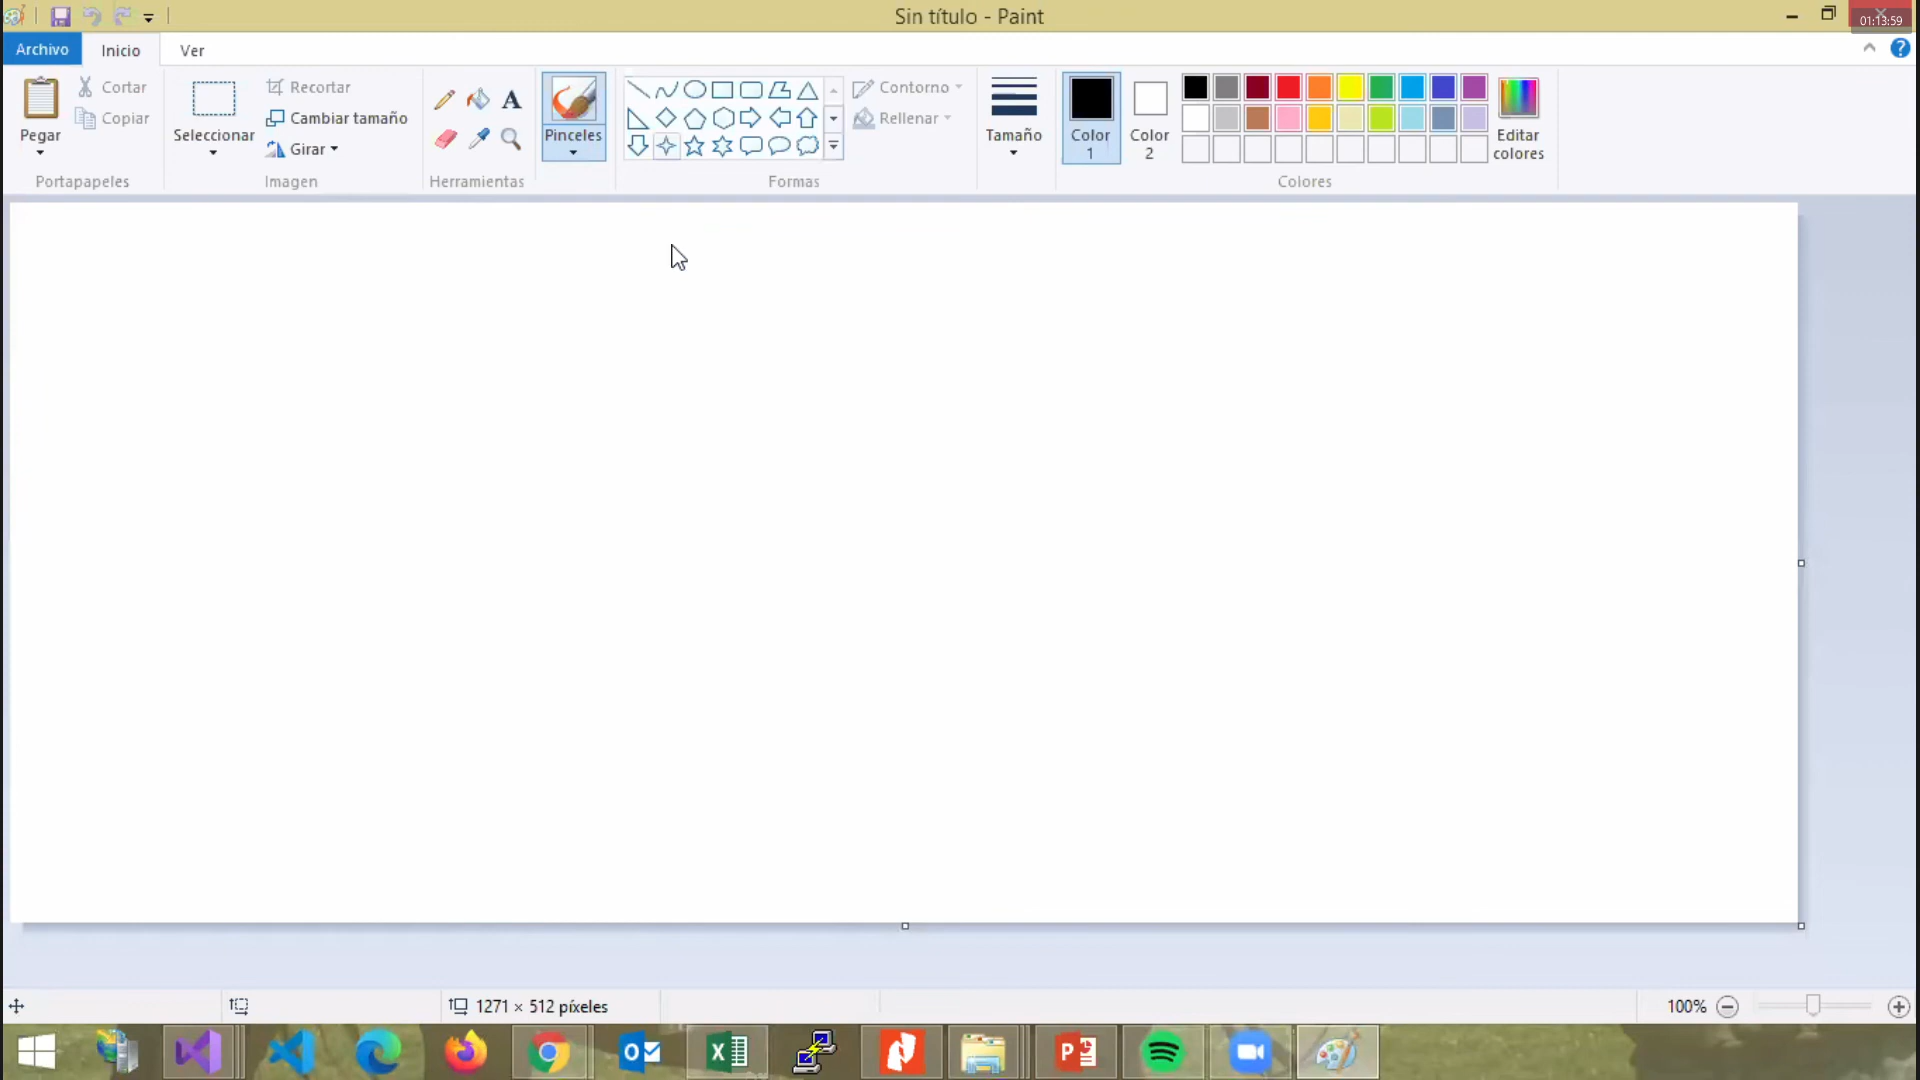 Sin título - Paint
01:13:59
Archivo
Inicio
Ver
Pegar
Cortar
Copiar
Portapapeles
Seleccionar
Recortar
Cambiar tamaño
Girar
Imagen
A
Herramientas
Pinceles
Contorno
Rellenar
Formas
Tamaño
Color
1
Color
2
Editar
colores
Colores
1271 × 512 píxeles
100%